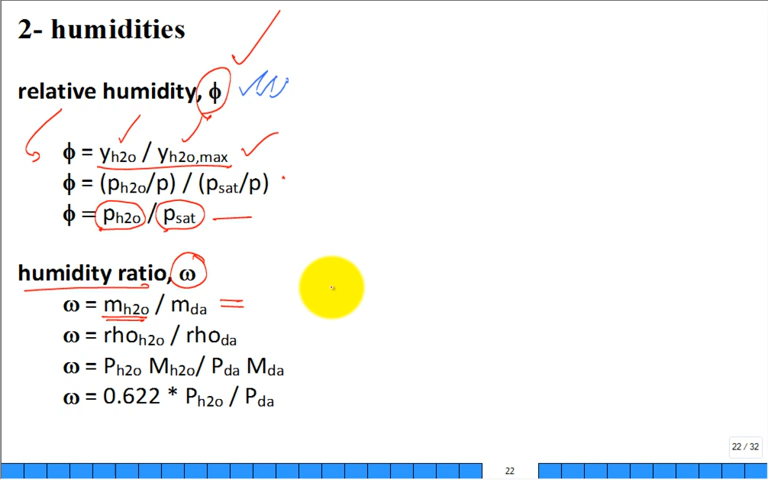 2- humidities
relative humidity, ϕ
ϕ = yh2o / yh2o,max
ϕ = (ph2o/p) / (psat/p)
ϕ = ph2o / psat
humidity ratio, ω
ω = mh2o / mda
ω = rhoh2o / rhoda
ω = Ph2o Mh2o/ Pda Mda
ω = 0.622 * Ph2o / Pda
22 / 32
22